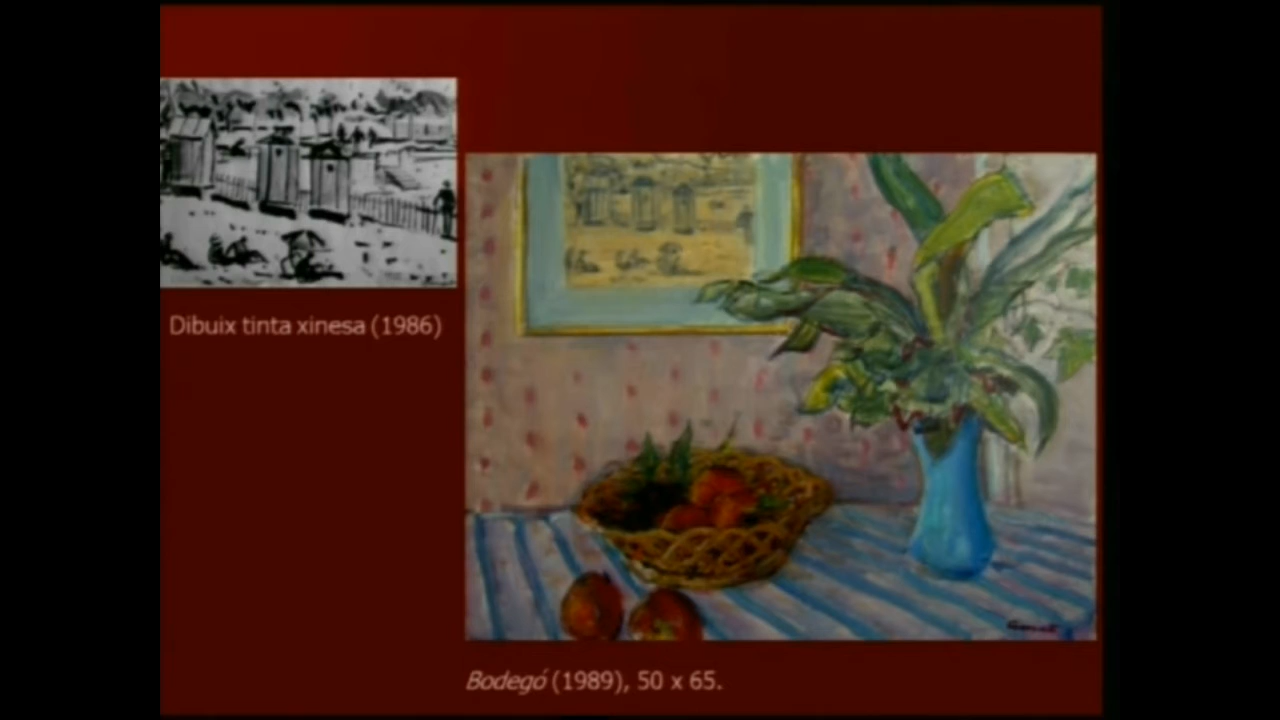 Dibuix tinta xinesa (1986)
Bodegó (1989), 50 x 65.